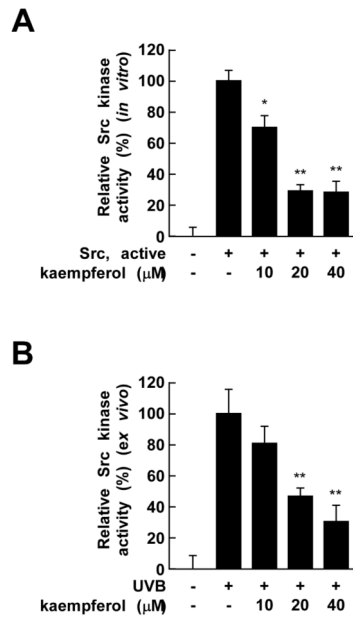 A
Relative Src kinase
activity (%) (in vitro)
120
100
80
60
40
20
0
*
**
**
Src, active - + + + +
kaempferol (μM) - - 10 20 40
B
Relative Src kinase
activity (%) (ex vivo)
120
100
80
60
40
20
0
**
**
UVB - + + + +
kaempferol (μM) - - 10 20 40